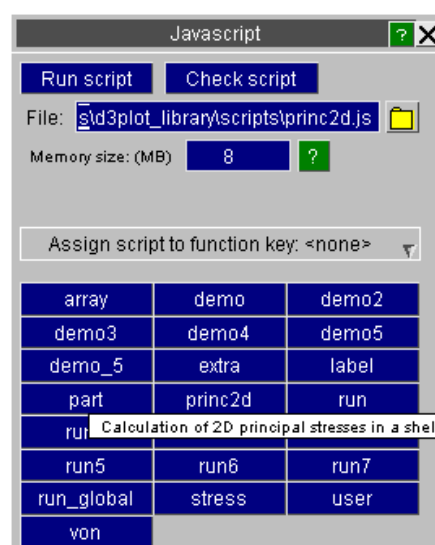 Javascript ? X
Run script Check script
File: s\d3plot_library\scripts\princ2d.js
Memory size: (MB) 8 ?
Assign script to function key: <none>
array demo demo2
demo3 demo4 demo5
demo_5 extra label
part princ2d run
Calculation of 2D principal stresses in a shel
run5 run6 run7
run_global stress user
von